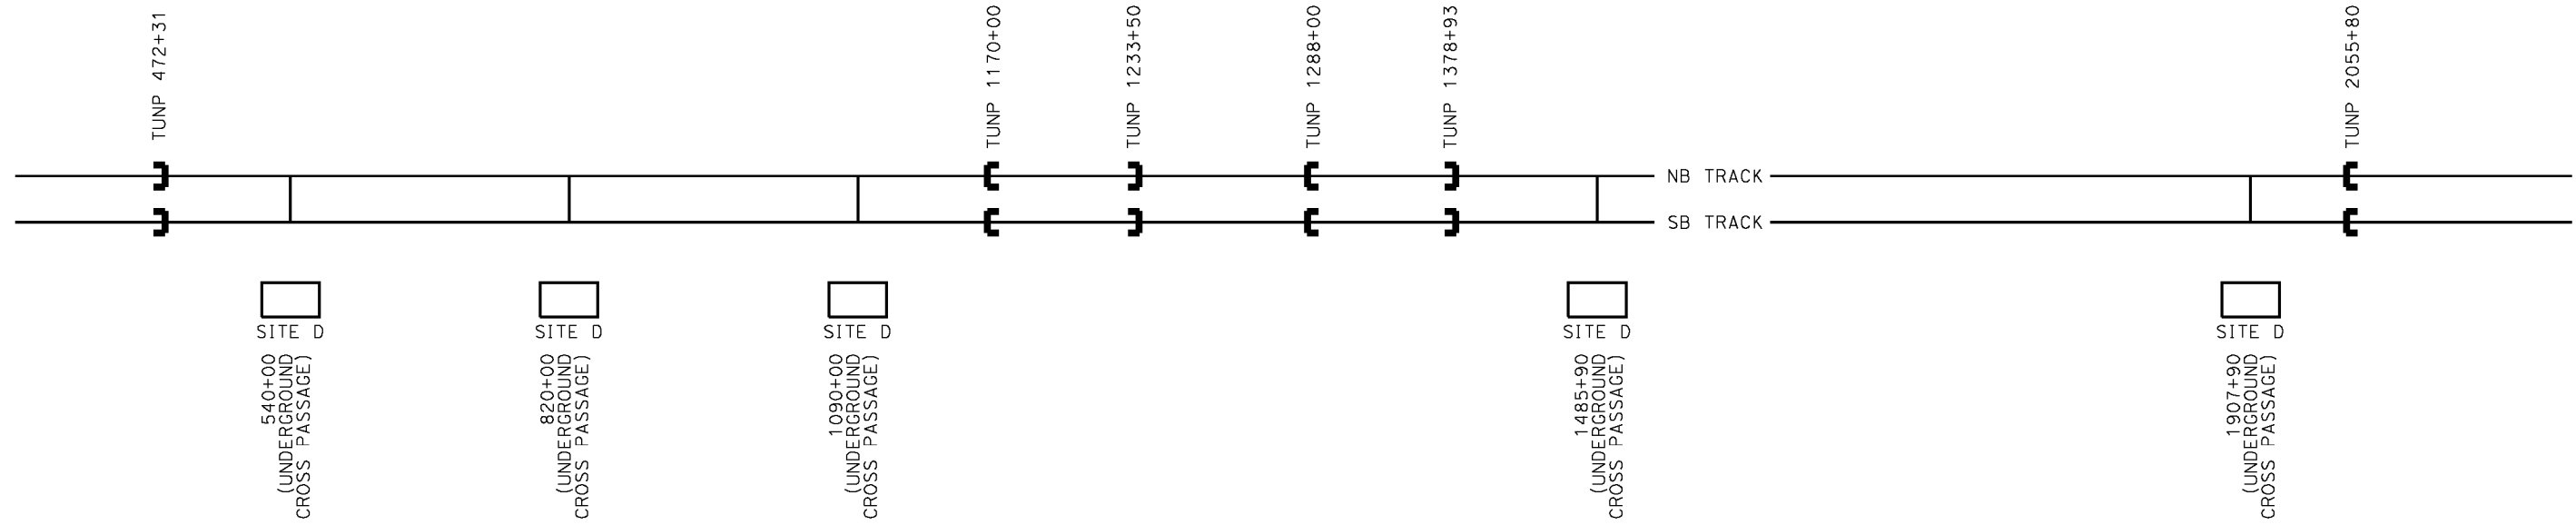 TUNP 472+31
TUNP 1170+00
TUNP 1233+50
TUNP 1288+00
TUNP 1378+93
TUNP 2055+80
NB TRACK
SB TRACK
SITE D
540+00
(UNDERGROUND
CROSS PASSAGE)
SITE D
820+00
(UNDERGROUND
CROSS PASSAGE)
SITE D
1090+00
(UNDERGROUND
CROSS PASSAGE)
SITE D
1485+90
(UNDERGROUND
CROSS PASSAGE)
SITE D
1907+90
(UNDERGROUND
CROSS PASSAGE)